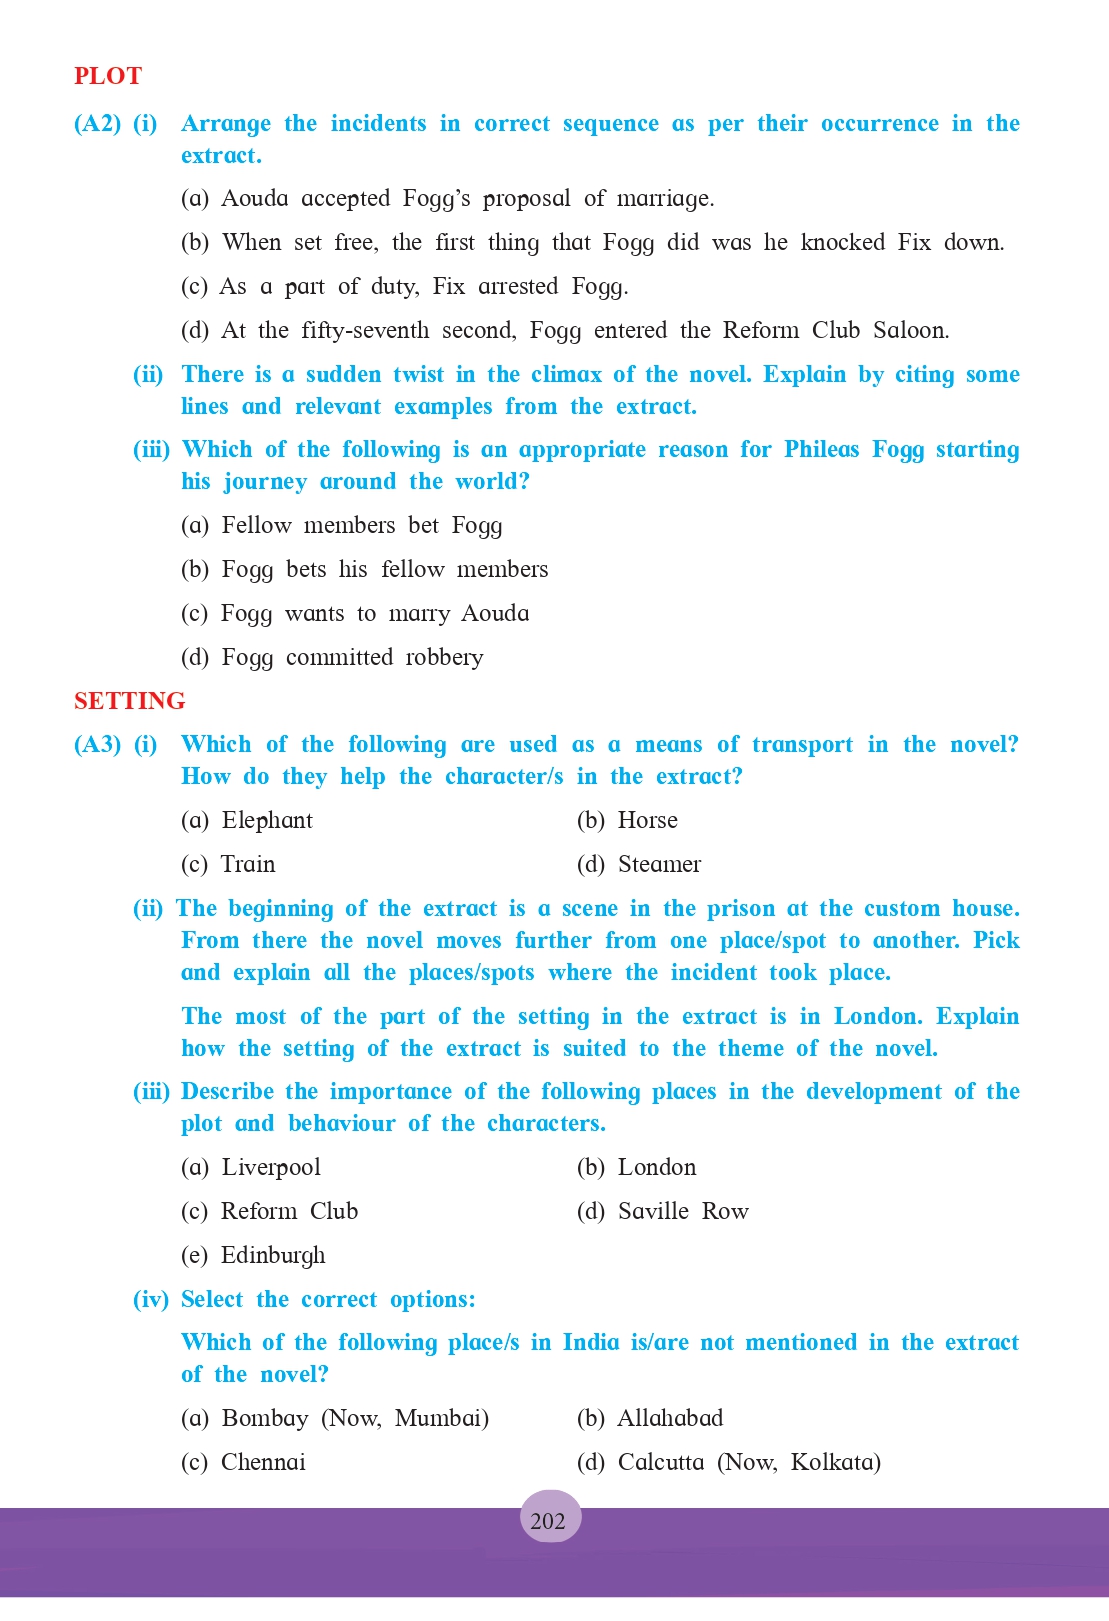 PLOT
(A2) (i) Arrange the incidents in correct sequence as per their occurrence in the
extract.
(a) Aouda accepted Fogg's proposal of marriage.
(b) When set free, the first thing that Fogg did was he knocked Fix down.
(c) As a part of duty, Fix arrested Fogg.
(d) At the fifty-seventh second, Fogg entered the Reform Club Saloon.
(ii) There is a sudden twist in the climax of the novel. Explain by citing some
lines and relevant examples from the extract.
(iii) Which of the following is an appropriate reason for Phileas Fogg starting
his journey around the world?
(a) Fellow members bet Fogg
(b) Fogg bets his fellow members
(c) Fogg wants to marry Aouda
(d) Fogg committed robbery
SETTING
(A3) (i) Which of the following are used as a means of transport in the novel?
How do they help the character/s in the extract?
(a) Elephant (b) Horse
(c) Train (d) Steamer
(ii) The beginning of the extract is a scene in the prison at the custom house.
From there the novel moves further from one place/spot to another. Pick
and explain all the places/spots where the incident took place.
The most of the part of the setting in the extract is in London. Explain
how the setting of the extract is suited to the theme of the novel.
(iii) Describe the importance of the following places in the development of the
plot and behaviour of the characters.
(a) Liverpool (b) London
(c) Reform Club (d) Saville Row
(e) Edinburgh
(iv) Select the correct options:
Which of the following place/s in India is/are not mentioned in the extract
of the novel?
(a) Bombay (Now, Mumbai) (b) Allahabad
(c) Chennai (d) Calcutta (Now, Kolkata)
202